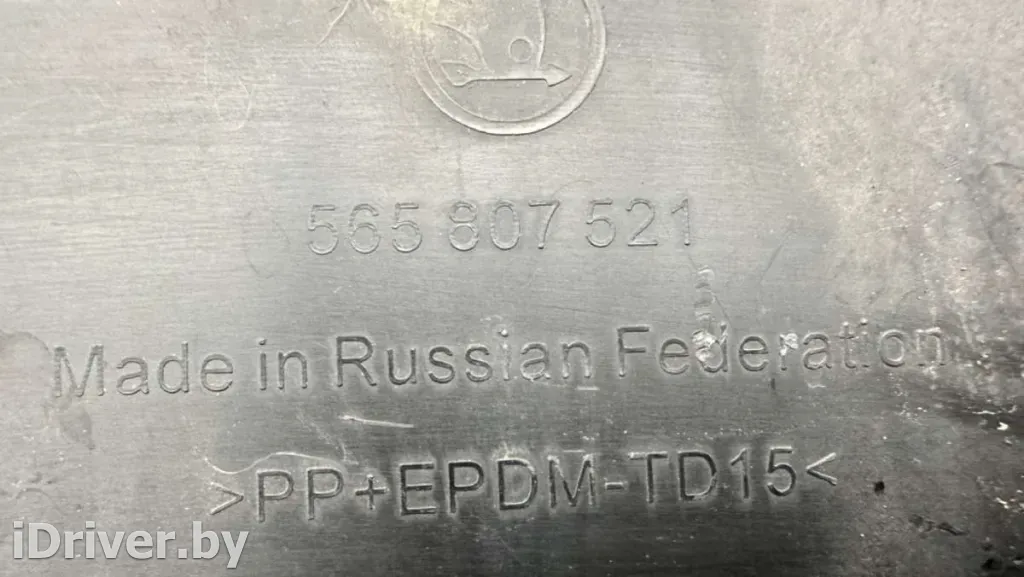 565 807 521
Made in Russian Federation
>PP+EPDM-TD15<
iDriver.by